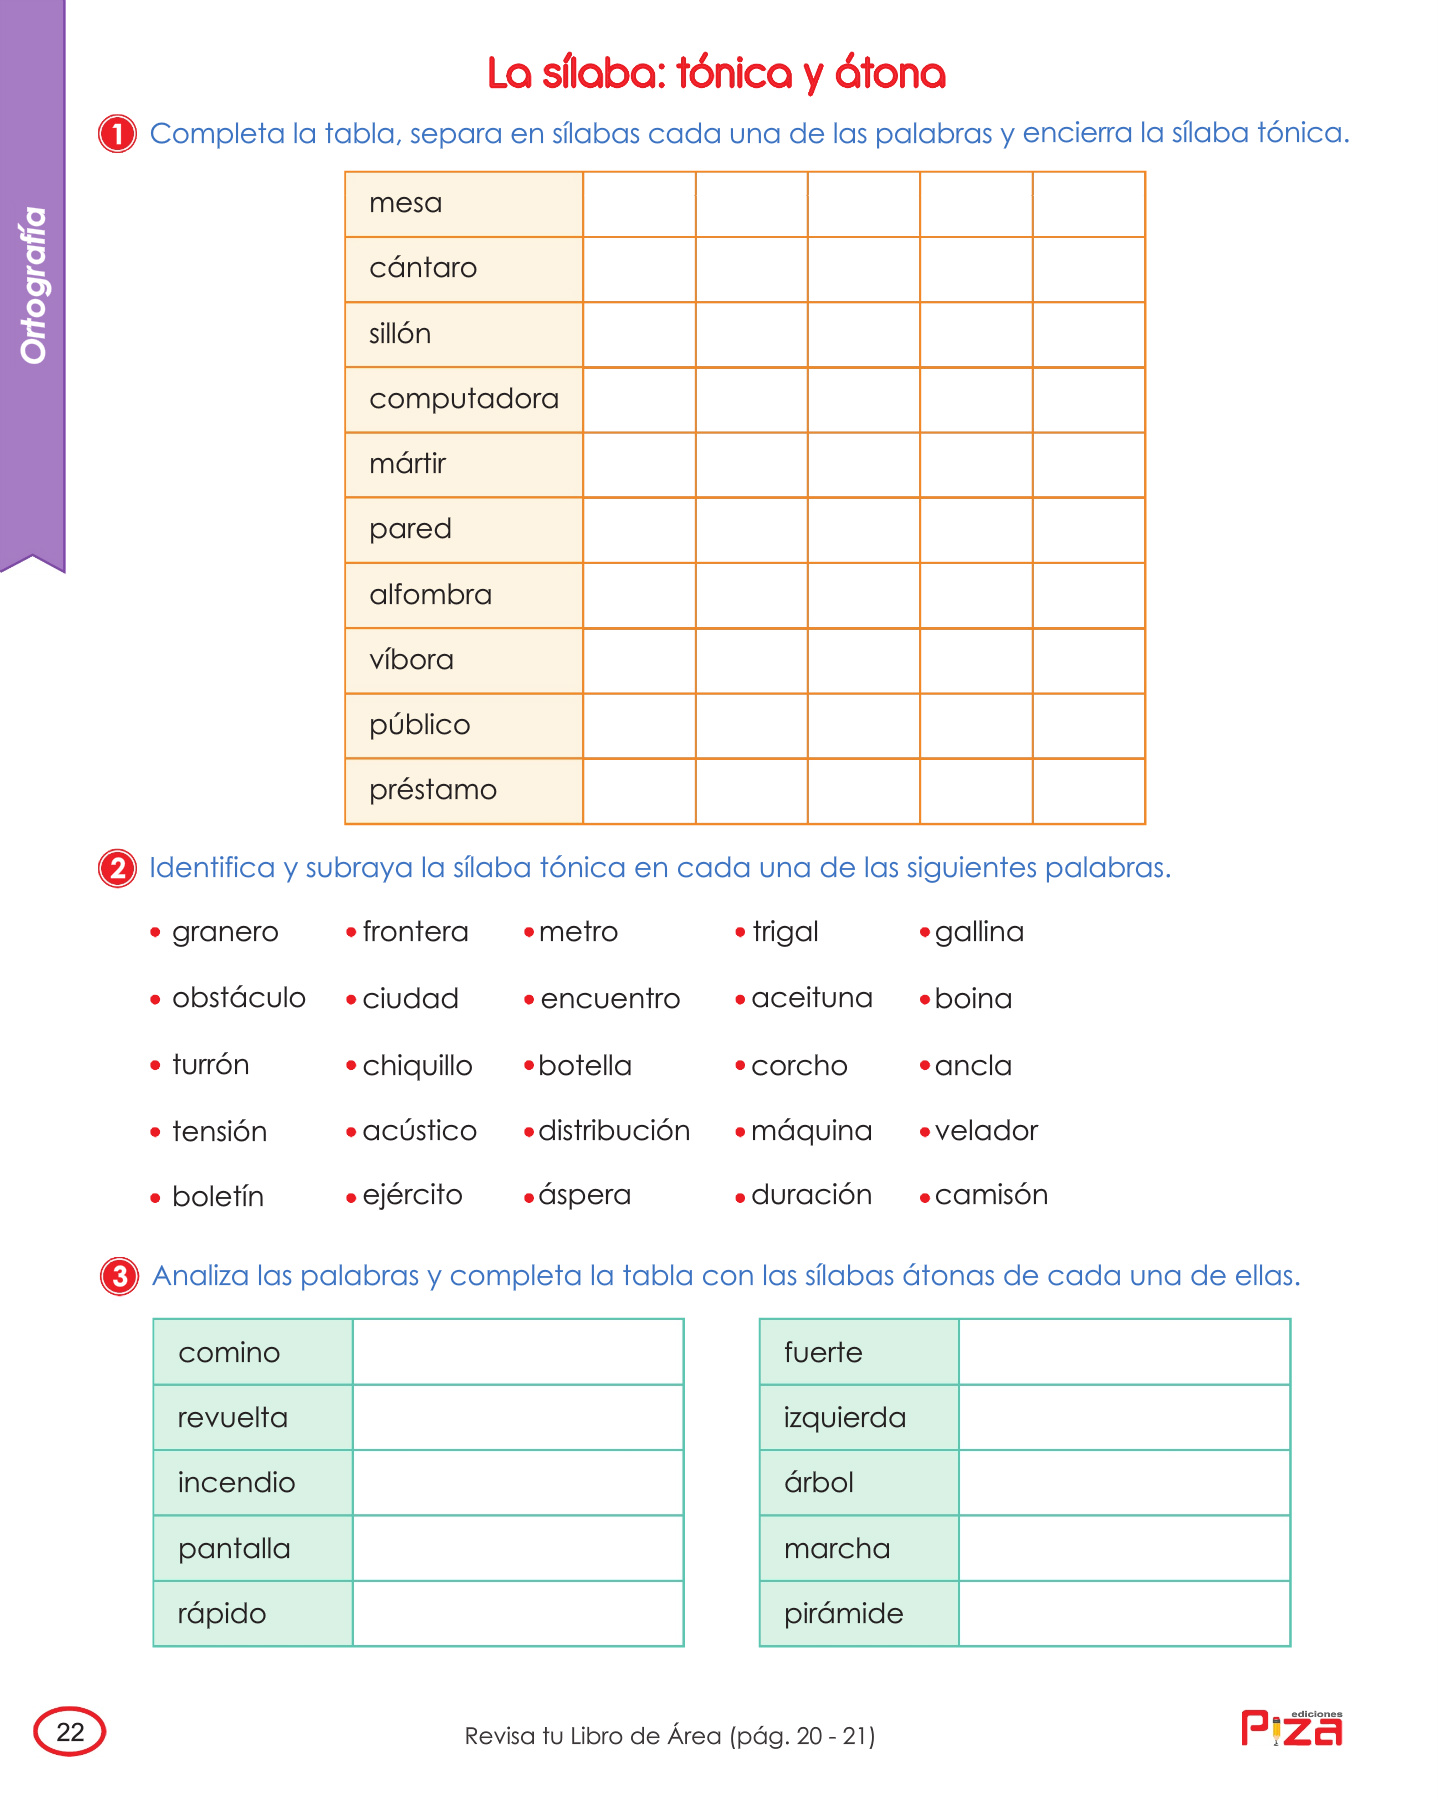 Ortografía
La sílaba: tónica y átona
1 Completa la tabla, separa en sílabas cada una de las palabras y encierra la sílaba tónica.
mesa
cántaro
sillón
computadora
mártir
pared
alfombra
víbora
público
préstamo
2 Identifica y subraya la sílaba tónica en cada una de las siguientes palabras.
• granero • frontera • metro • trigal • gallina
• obstáculo • ciudad • encuentro • aceituna • boina
• turrón • chiquillo • botella • corcho • ancla
• tensión • acústico • distribución • máquina • velador
• boletín • ejército • áspera • duración • camisón
3 Analiza las palabras y completa la tabla con las sílabas átonas de cada una de ellas.
comino fuerte
revuelta izquierda
incendio árbol
pantalla marcha
rápido pirámide
22
Revisa tu Libro de Área (pág. 20 - 21)
ediciones
Piza